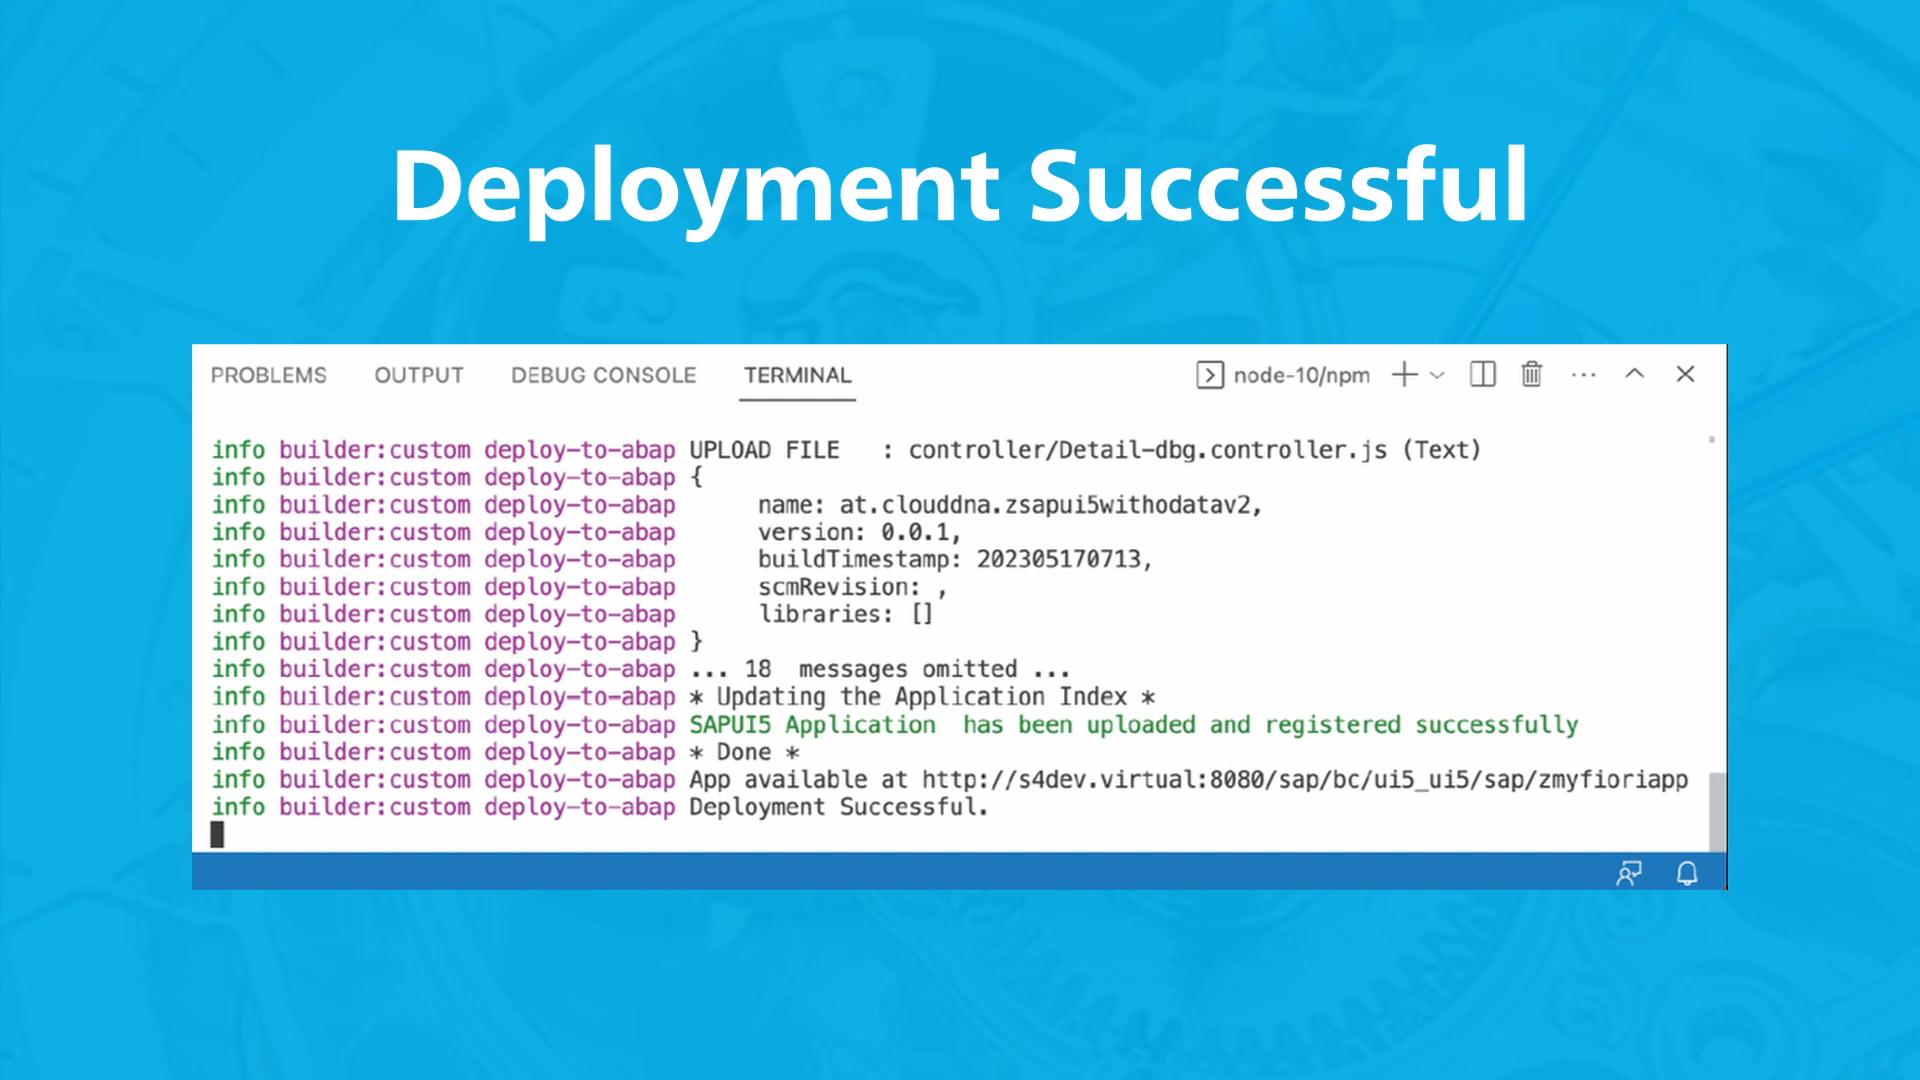 Deployment Successful
PROBLEMS OUTPUT DEBUG CONSOLE TERMINAL node-10/npm
info builder:custom deploy-to-abap UPLOAD FILE   : controller/Detail-dbg.controller.js (Text)
info builder:custom deploy-to-abap {
info builder:custom deploy-to-abap      name: at.clouddna.zsapui5withodatav2,
info builder:custom deploy-to-abap      version: 0.0.1,
info builder:custom deploy-to-abap      buildTimestamp: 202305170713,
info builder:custom deploy-to-abap      scmRevision: ,
info builder:custom deploy-to-abap      libraries: []
info builder:custom deploy-to-abap }
info builder:custom deploy-to-abap ... 18  messages omitted ...
info builder:custom deploy-to-abap * Updating the Application Index *
info builder:custom deploy-to-abap SAPUI5 Application  has been uploaded and registered successfully
info builder:custom deploy-to-abap * Done *
info builder:custom deploy-to-abap App available at http://s4dev.virtual:8080/sap/bc/ui5_ui5/sap/zmyfioriapp
info builder:custom deploy-to-abap Deployment Successful.